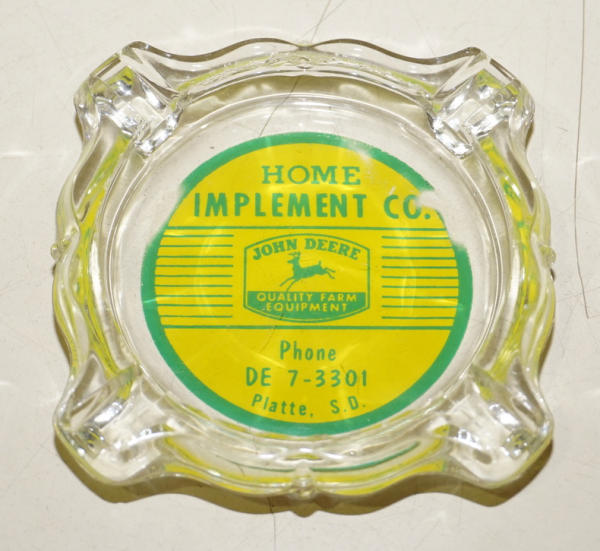 HOME
IMPLEMENT CO.
JOHN DEERE
QUALITY FARM
EQUIPMENT
Phone
DE 7-3301
Platte, S.D.